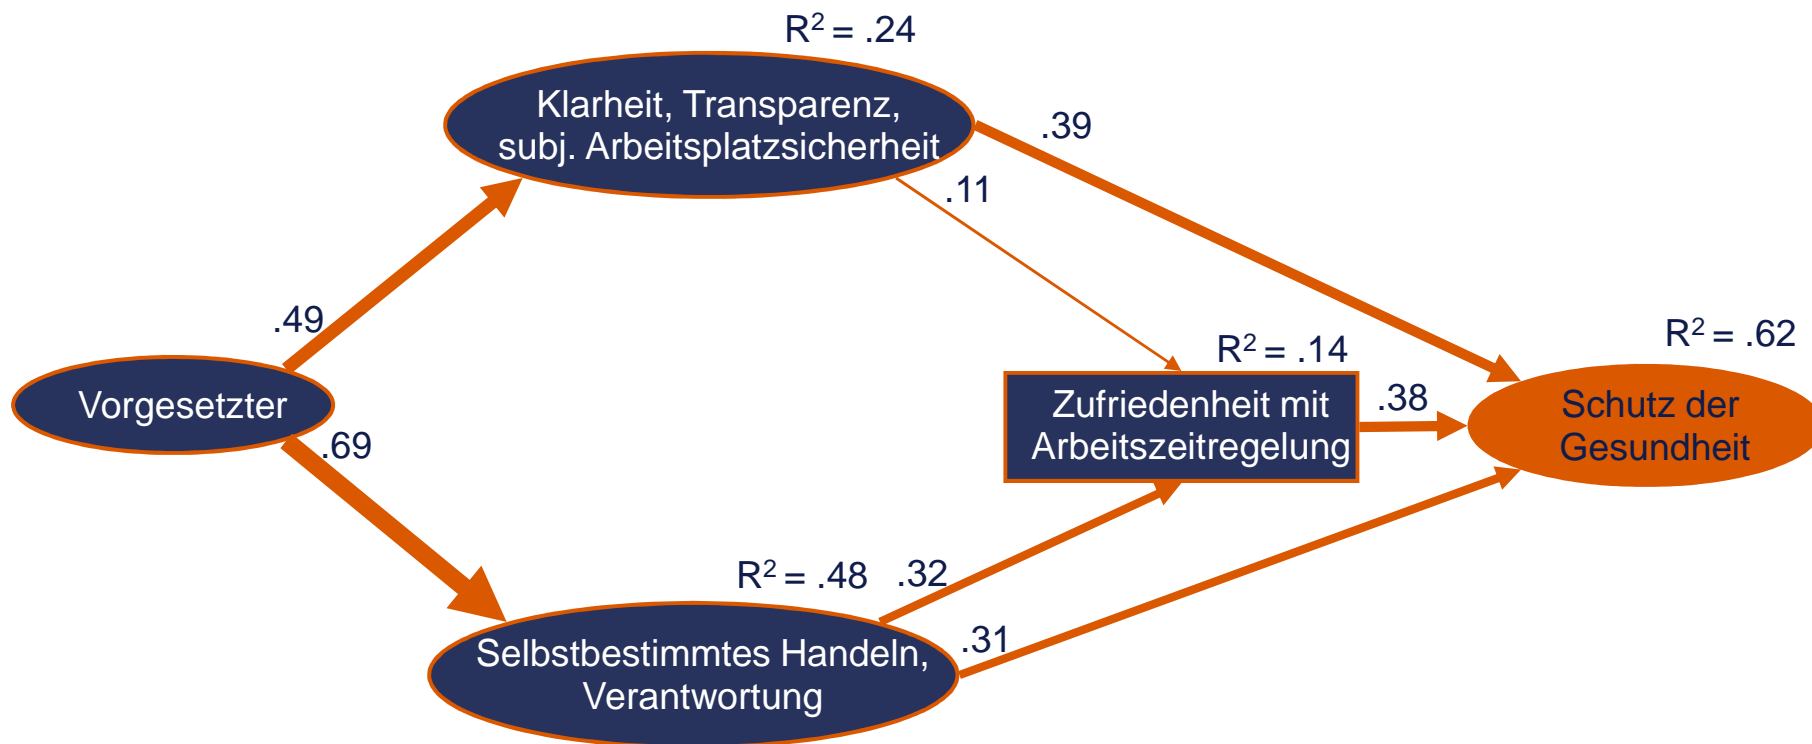 R² = .24
Klarheit, Transparenz,
subj. Arbeitsplatzsicherheit
.39
.11
.49
R² = .62
R² = .14
Vorgesetzter
Zufriedenheit mit
Arbeitszeitregelung
.38
Schutz der
Gesundheit
.69
R² = .48
.32
.31
Selbstbestimmtes Handeln,
Verantwortung